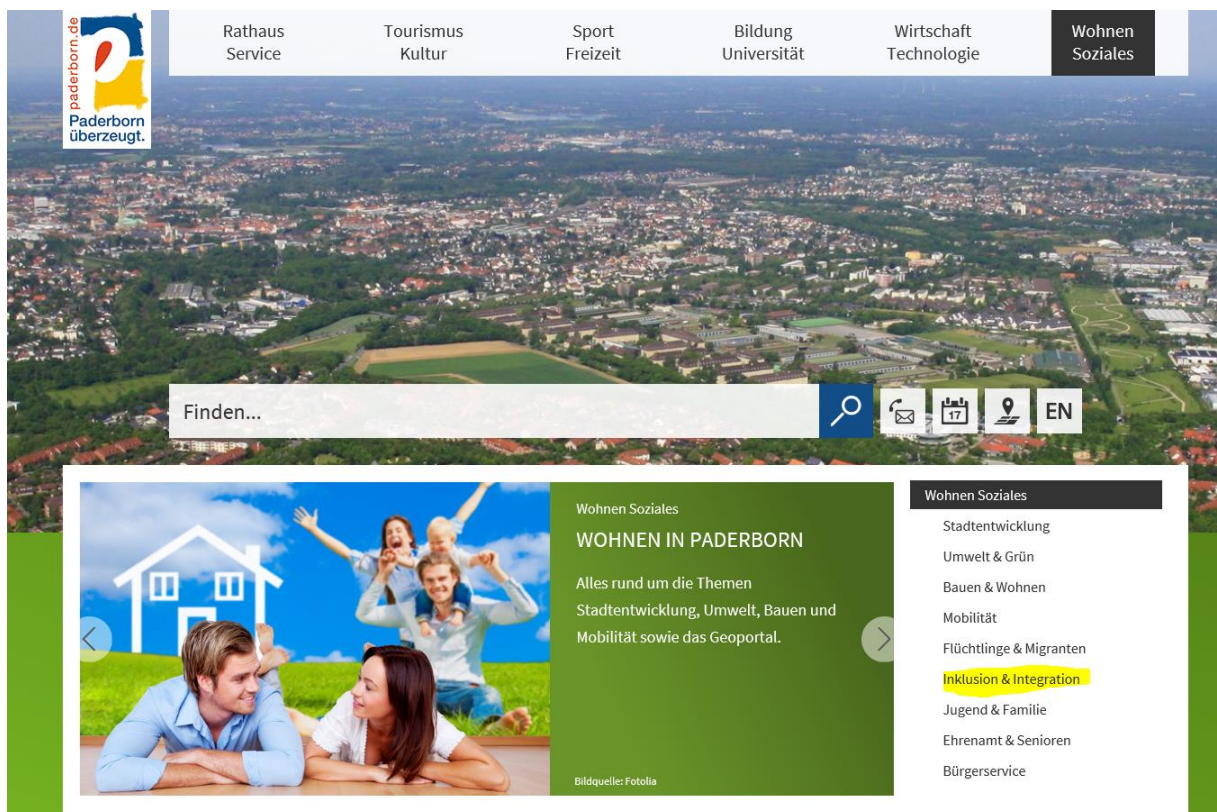 paderborn.de
Paderborn
überzeugt.
Rathaus
Service
Tourismus
Kultur
Sport
Freizeit
Bildung
Universität
Wirtschaft
Technologie
Wohnen
Soziales
Finden...
17
EN
Wohnen Soziales
WOHNEN IN PADERBORN
Alles rund um die Themen
Stadtentwicklung, Umwelt, Bauen und
Mobilität sowie das Geoportal.
Bildquelle: Fotolia
Wohnen Soziales
Stadtentwicklung
Umwelt & Grün
Bauen & Wohnen
Mobilität
Flüchtlinge & Migranten
Inklusion & Integration
Jugend & Familie
Ehrenamt & Senioren
Bürgerservice